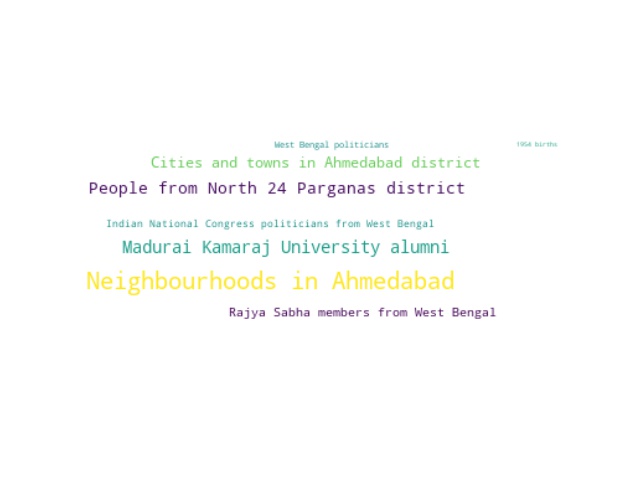 West Bengal politicians
1954 births
Cities and towns in Ahmedabad district
People from North 24 Parganas district
Indian National Congress politicians from West Bengal
Madurai Kamaraj University alumni
Neighbourhoods in Ahmedabad
Rajya Sabha members from West Bengal